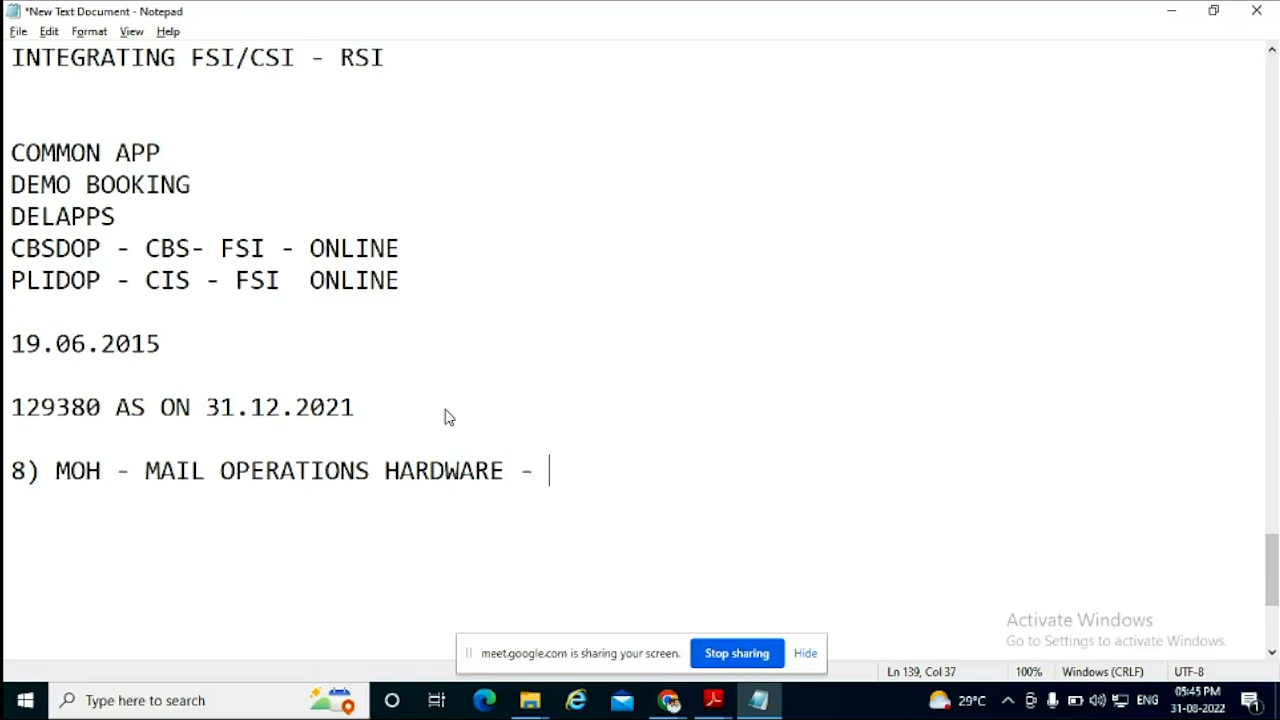 *New Text Document - Notepad
File Edit Format View Help
INTEGRATING FSI/CSI - RSI
COMMON APP
DEMO BOOKING
DELAPPS
CBSDOP - CBS- FSI - ONLINE
PLIDOP - CIS - FSI  ONLINE
19.06.2015
129380 AS ON 31.12.2021
8) MOH - MAIL OPERATIONS HARDWARE -
Activate Windows
Go to Settings to activate Windows.
meet.google.com is sharing your screen. Stop sharing Hide
Ln 139, Col 37 100% Windows (CRLF) UTF-8
Type here to search 29°C ENG 05:45 PM
31-08-2022 1